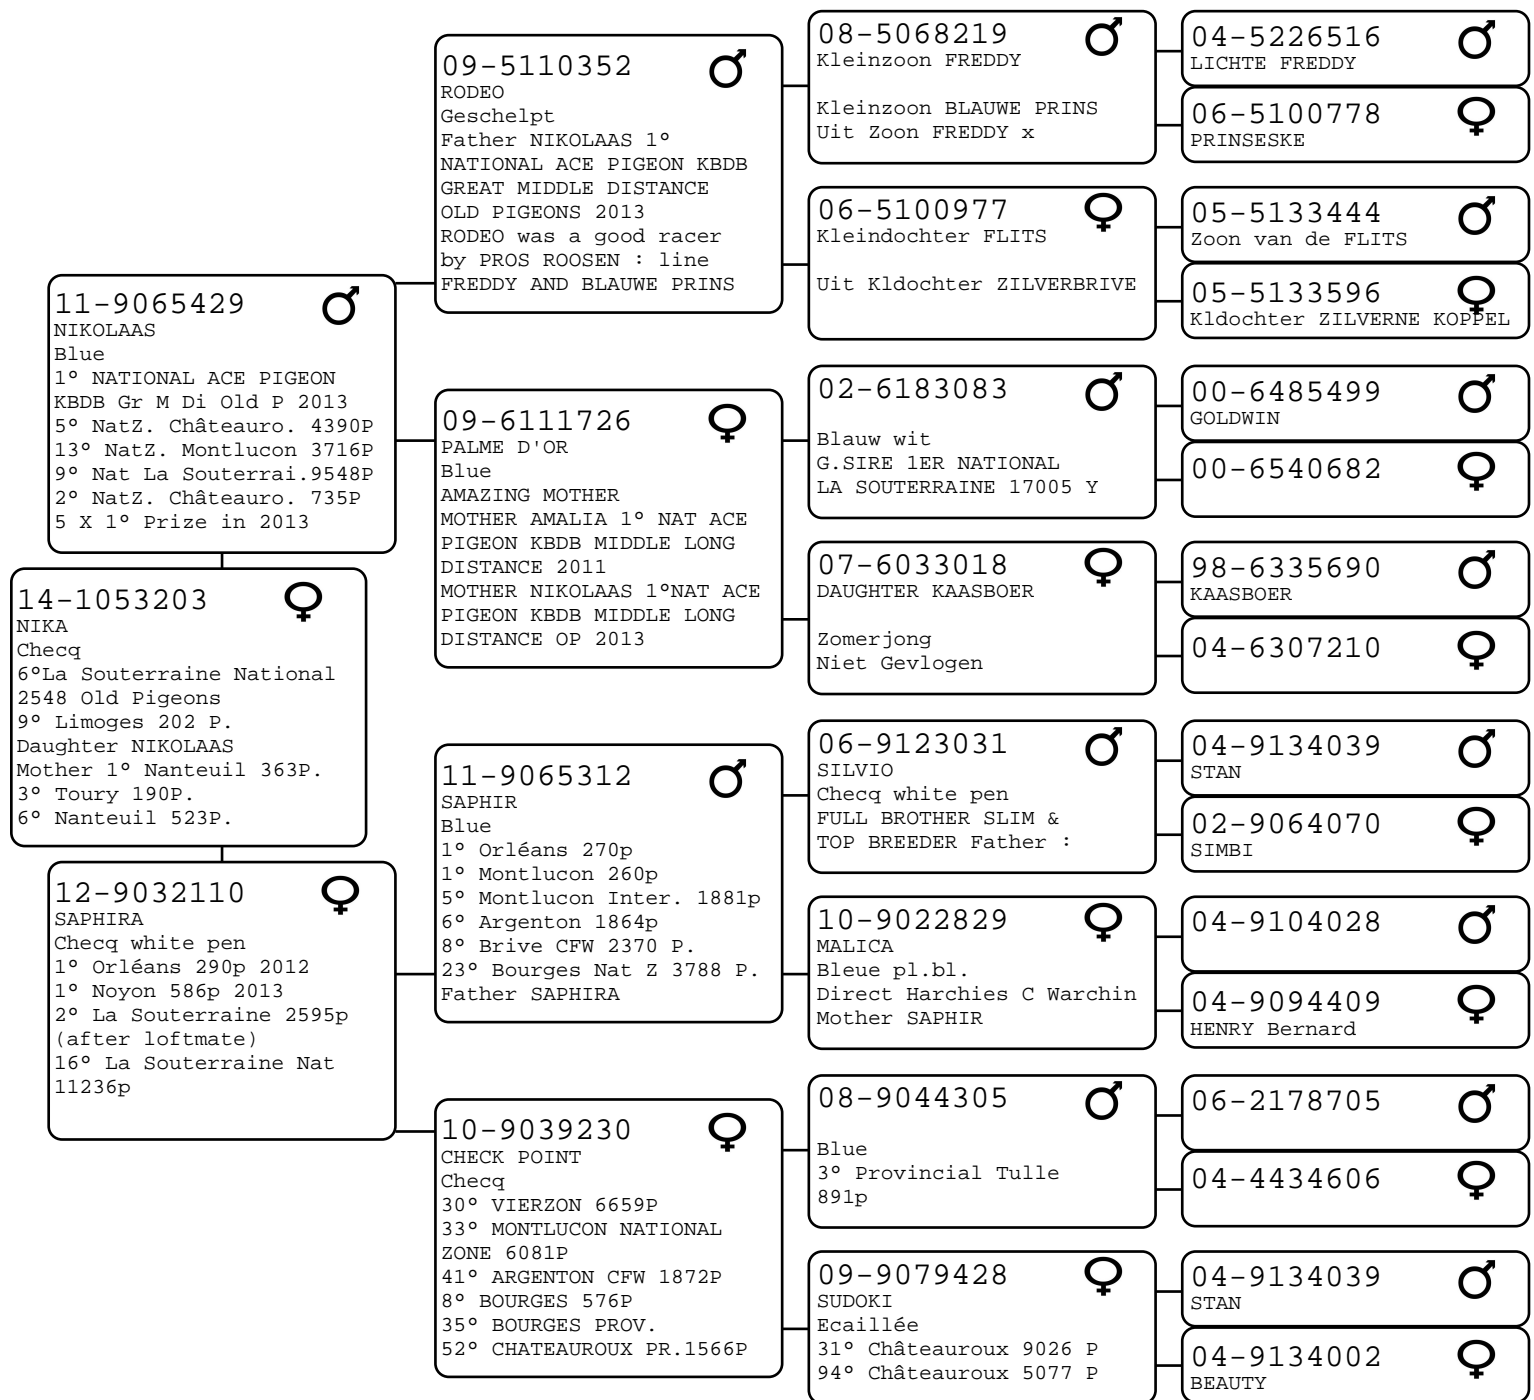 14-1053203
NIKA
Checq
6°La Souterraine National
2548 Old Pigeons
9° Limoges 202 P.
Daughter NIKOLAAS
Mother 1° Nanteuil 363P.
3° Toury 190P.
6° Nanteuil 523P.
11-9065429
NIKOLAAS
Blue
1° NATIONAL ACE PIGEON
KBDB Gr M Di Old P 2013
5° NatZ. Châteauro. 4390P
13° NatZ. Montlucon 3716P
9° Nat La Souterrai.9548P
2° NatZ. Châteauro. 735P
5 X 1° Prize in 2013
12-9032110
SAPHIRA
Checq white pen
1° Orléans 290p 2012
1° Noyon 586p 2013
2° La Souterraine 2595p
(after loftmate)
16° La Souterraine Nat
11236p
09-5110352
RODEO
Geschelpt
Father NIKOLAAS 1°
NATIONAL ACE PIGEON KBDB
GREAT MIDDLE DISTANCE
OLD PIGEONS 2013
RODEO was a good racer
by PROS ROOSEN : line
FREDDY AND BLAUWE PRINS
09-6111726
PALME D'OR
Blue
AMAZING MOTHER
MOTHER AMALIA 1° NAT ACE
PIGEON KBDB MIDDLE LONG
DISTANCE 2011
MOTHER NIKOLAAS 1°NAT ACE
PIGEON KBDB MIDDLE LONG
DISTANCE OP 2013
11-9065312
SAPHIR
Blue
1° Orléans 270p
1° Montlucon 260p
5° Montlucon Inter. 1881p
6° Argenton 1864p
8° Brive CFW 2370 P.
23° Bourges Nat Z 3788 P.
Father SAPHIRA
10-9039230
CHECK POINT
Checq
30° VIERZON 6659P
33° MONTLUCON NATIONAL
ZONE 6081P
41° ARGENTON CFW 1872P
8° BOURGES 576P
35° BOURGES PROV.
52° CHATEAUROUX PR.1566P
08-5068219
Kleinzoon FREDDY
Kleinzoon BLAUWE PRINS
Uit Zoon FREDDY x
06-5100977
Kleindochter FLITS
Uit Kldochter ZILVERBRIVE
02-6183083
Blauw wit
G.SIRE 1ER NATIONAL
LA SOUTERRAINE 17005 Y
07-6033018
DAUGHTER KAASBOER
Zomerjong
Niet Gevlogen
06-9123031
SILVIO
Checq white pen
FULL BROTHER SLIM &
TOP BREEDER Father :
10-9022829
MALICA
Bleue pl.bl.
Direct Harchies C Warchin
Mother SAPHIR
08-9044305
Blue
3° Provincial Tulle
891p
09-9079428
SUDOKI
Ecaillée
31° Châteauroux 9026 P
94° Châteauroux 5077 P
04-5226516
LICHTE FREDDY
06-5100778
PRINSESKE
05-5133444
Zoon van de FLITS
05-5133596
Kldochter ZILVERNE KOPPEL
00-6485499
GOLDWIN
00-6540682
98-6335690
KAASBOER
04-6307210
04-9134039
STAN
02-9064070
SIMBI
04-9104028
04-9094409
HENRY Bernard
06-2178705
04-4434606
04-9134039
STAN
04-9134002
BEAUTY